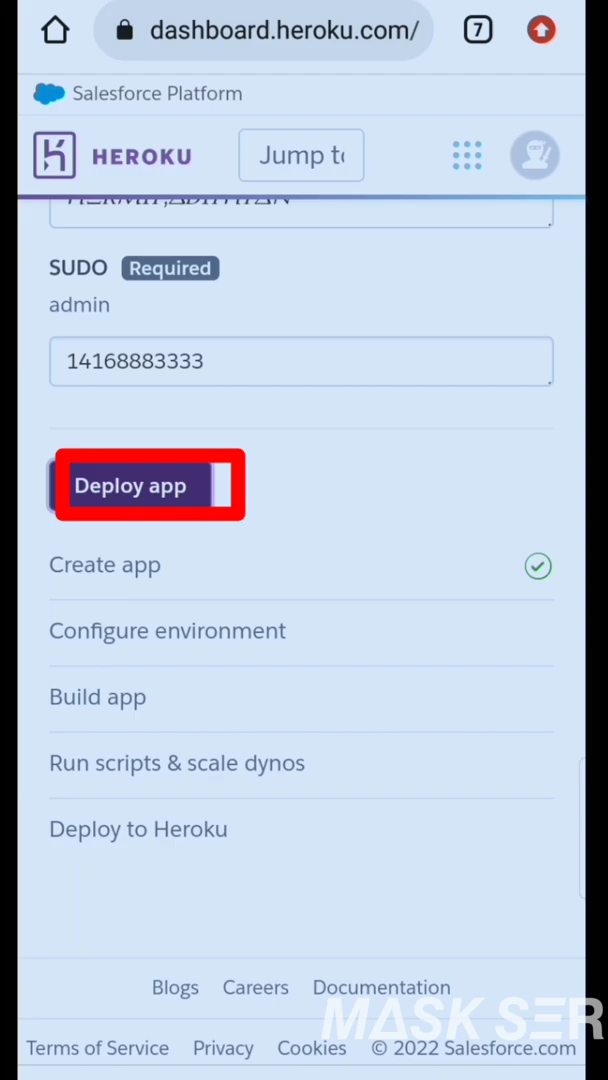 dashboard.heroku.com/ 7
Salesforce Platform
HEROKU Jump to
SUDO Required
admin
14168883333
Deploy app
Create app
Configure environment
Build app
Run scripts & scale dynos
Deploy to Heroku
Blogs Careers Documentation
MASK SER
Terms of Service Privacy Cookies © 2022 Salesforce.com